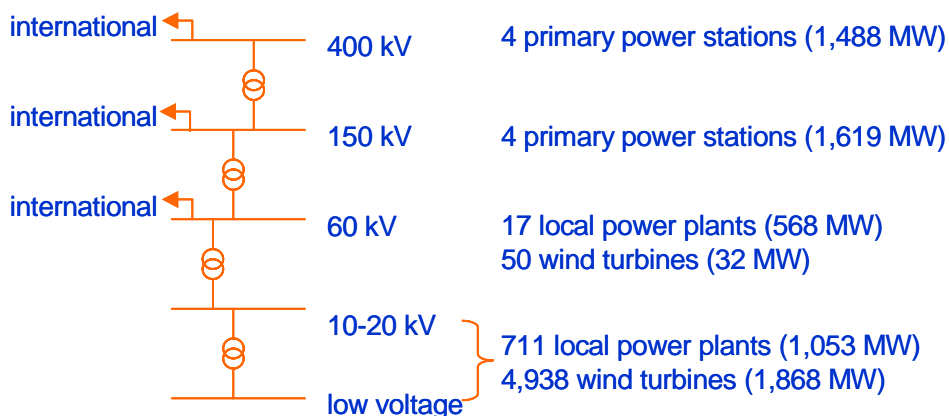 international
400 kV
4 primary power stations (1,488 MW)
international
150 kV
4 primary power stations (1,619 MW)
international
60 kV
17 local power plants (568 MW)
50 wind turbines (32 MW)
10-20 kV
711 local power plants (1,053 MW)
4,938 wind turbines (1,868 MW)
low voltage